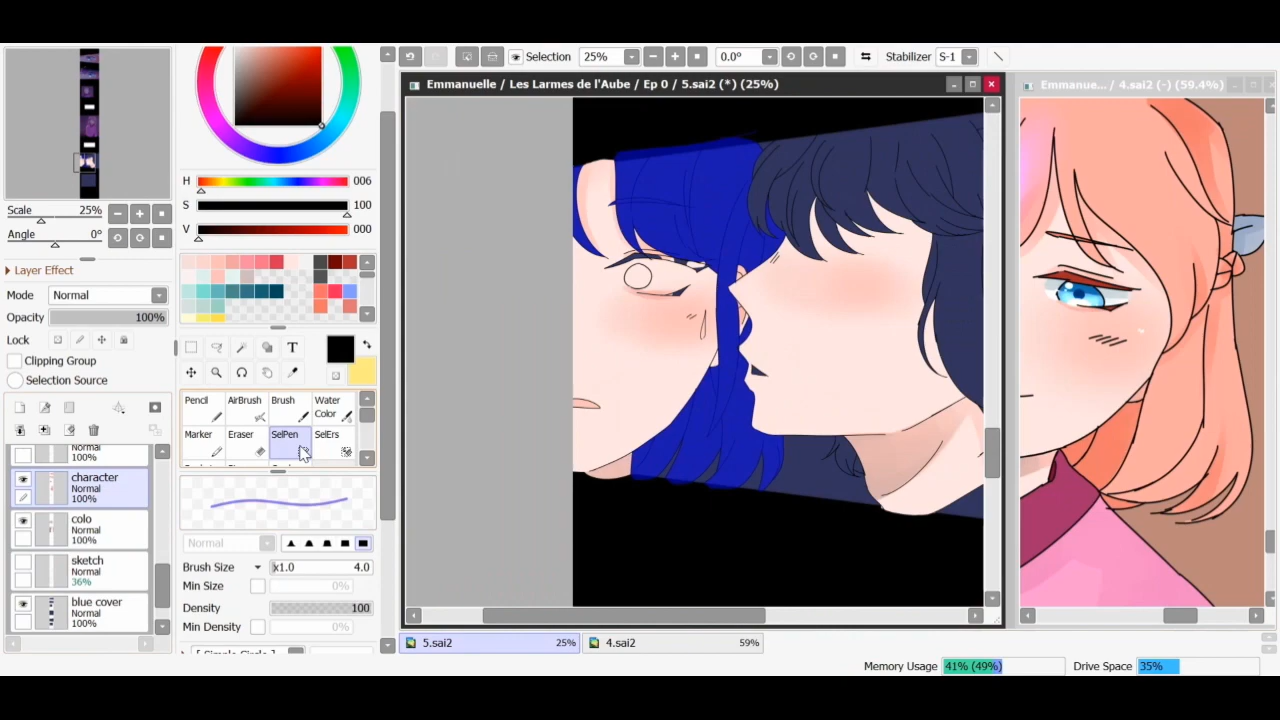 Selection 25% 0.0° Stabilizer S-1
Emmanuelle / Les Larmes de l'Aube / Ep 0 / 5.sai2 (*) (25%)
Emmanue... / 4.sai2 (-) (59.4%)
H 006
S 100
V 000
Scale 25%
Angle 0°
Layer Effect
Mode Normal
Opacity 100%
Lock
Clipping Group
Selection Source
Normal
100%
character
Normal
100%
colo
Normal
100%
sketch
Normal
36%
blue cover
Normal
100%
T
Pencil AirBrush Brush Water Color
Marker Eraser SelPen SelErs
Normal
Brush Size x1.0 4.0
Min Size 0%
Density 100
Min Density 0%
[ Simple Circle ]
5.sai2 25% 4.sai2 59%
Memory Usage 41% (49%) Drive Space 35%